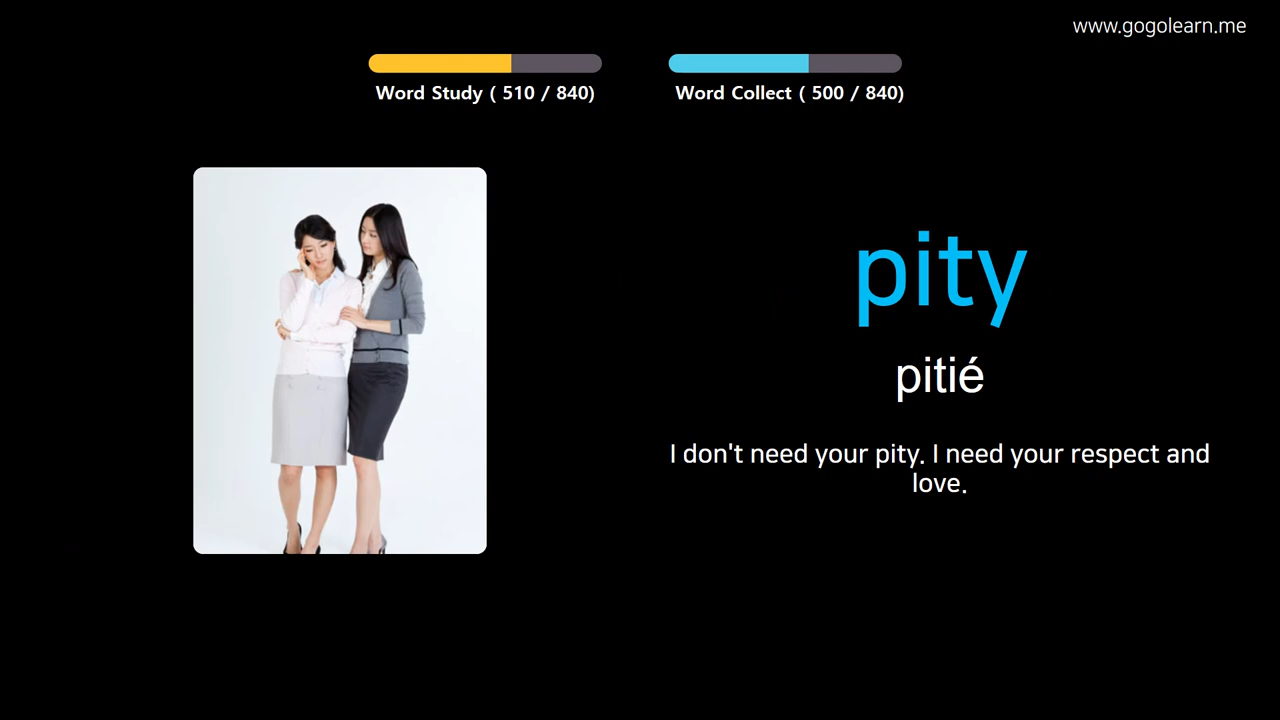 www.gogolearn.me
Word Study ( 510 / 840)
Word Collect ( 500 / 840)
pity
pitié
I don't need your pity. I need your respect and
love.